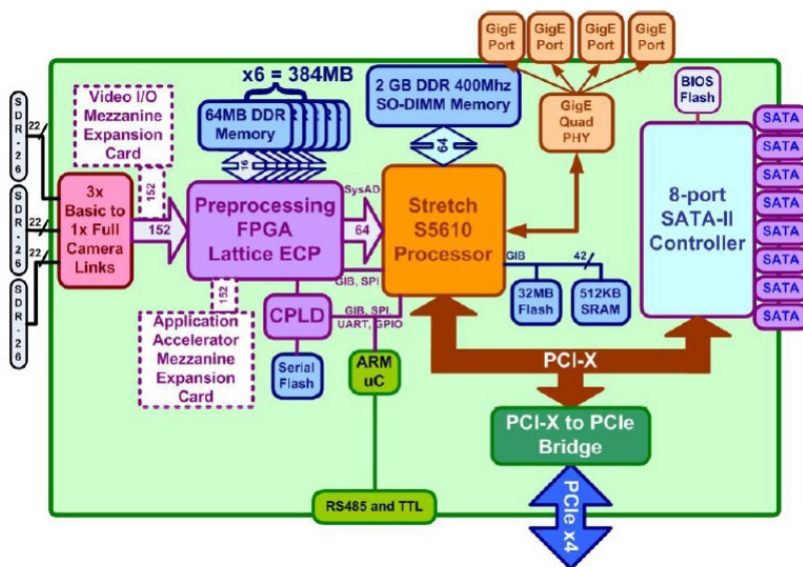 GigE
Port
GigE
Port
GigE
Port
GigE
Port
x6 = 384MB
Video I/O
Mezzanine
Expansion
Card
64MB DDR
Memory
2 GB DDR 400Mhz
SO-DIMM Memory
GigE
Quad
PHY
BIOS
Flash
SDR-26
22
SDR-26
22
SDR-26
22
152
16
64
3x
Basic to
1x Full
Camera
Links
152
Preprocessing
FPGA
Lattice ECP
SysAD
64
Stretch
S5610
Processor
8-port
SATA-II
Controller
SATA
SATA
SATA
SATA
SATA
SATA
SATA
SATA
GIB
42
32MB
Flash
512KB
SRAM
GIB, SPI
152
CPLD
GIB, SPI,
UART, GPIO
Application
Accelerator
Mezzanine
Expansion
Card
Serial
Flash
ARM
uC
PCI-X
PCI-X to PCIe
Bridge
RS485 and TTL
PCIe x4